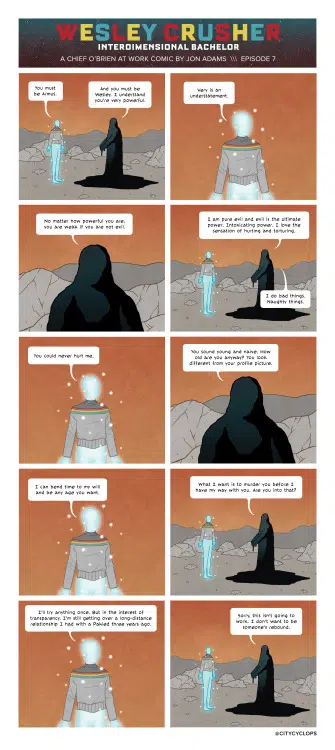 WESLEY CRUSHER
INTERDIMENSIONAL BACHELOR
A CHIEF O'BRIEN AT WORK COMIC BY JON ADAMS \\\ EPISODE 7
You must
be Armus.
And you must be
Wesley. I understand
you're very powerful.
Very is an
understatement.
No matter how powerful you are,
you are weak if you are not evil.
I am pure evil and evil is the ultimate
power. Intoxicating power. I love the
sensation of hurting and torturing.
I do bad things.
Naughty things.
You could never hurt me.
You sound young and naive. How
old are you anyway? You look
different from your profile picture.
I can bend time to my will
and be any age you want.
What I want is to murder you before I
have my way with you. Are you into that?
I'll try anything once. But in the interest of
transparency, I'm still getting over a long-distance
relationship I had with a Pakled three years ago.
Sorry, this isn't going to
work. I don't want to be
someone's rebound.
@CITYCYCLOPS